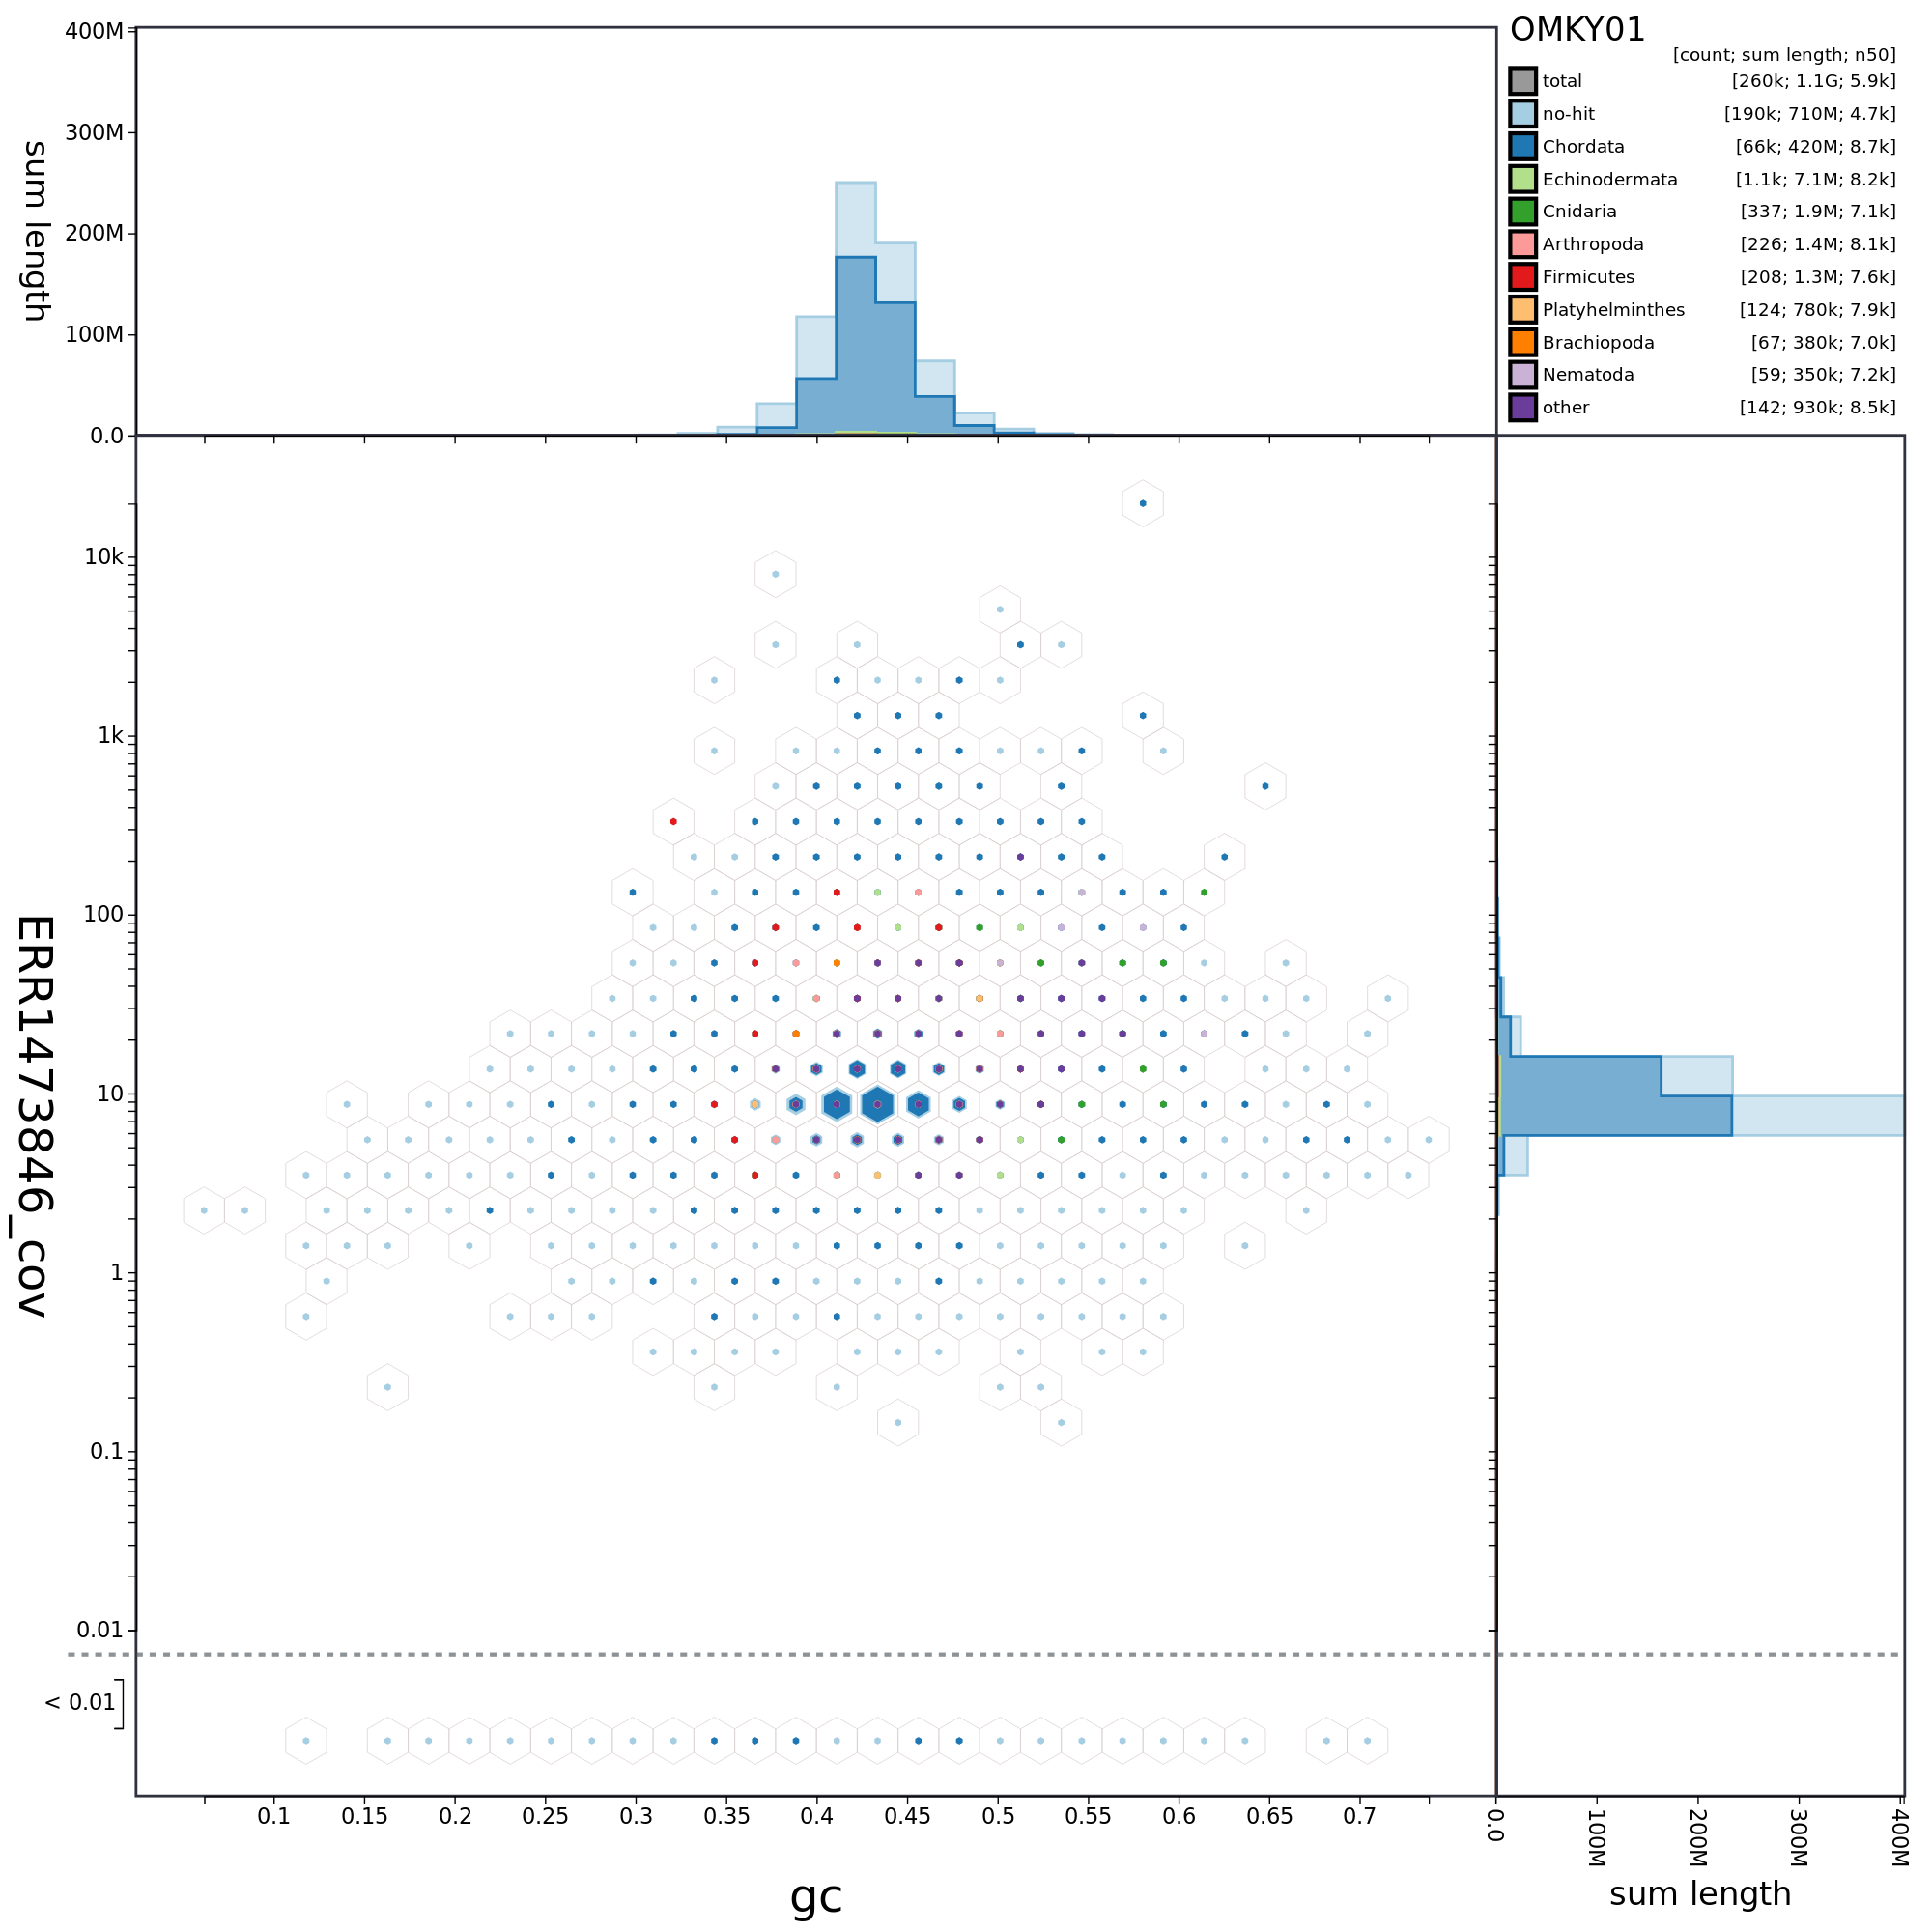 OMKY01
[count; sum length; n50]
total [260k; 1.1G; 5.9k]
no-hit [190k; 710M; 4.7k]
Chordata [66k; 420M; 8.7k]
Echinodermata [1.1k; 7.1M; 8.2k]
Cnidaria [337; 1.9M; 7.1k]
Arthropoda [226; 1.4M; 8.1k]
Firmicutes [208; 1.3M; 7.6k]
Platyhelminthes [124; 780k; 7.9k]
Brachiopoda [67; 380k; 7.0k]
Nematoda [59; 350k; 7.2k]
other [142; 930k; 8.5k]
sum length
400M
300M
200M
100M
0.0
ERR1473846_cov
10k
1k
100
10
1
0.1
0.01
< 0.01
0.1 0.15 0.2 0.25 0.3 0.35 0.4 0.45 0.5 0.55 0.6 0.65 0.7
gc
0.0 100M 200M 300M 400M
sum length